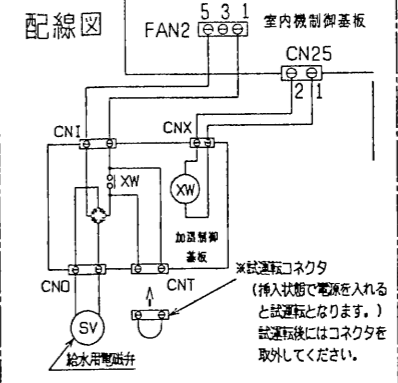 配線図
5 3 1
FAN2
室内機制御基板
CN25
2 1
CNI
CNX
XW
XW
加湿制御
基板
CNO
CNT
※試運転コネクタ
(挿入状態で電源を入れる
と試運転となります。)
試運転後にはコネクタを
取外してください。
SV
給水用電磁弁